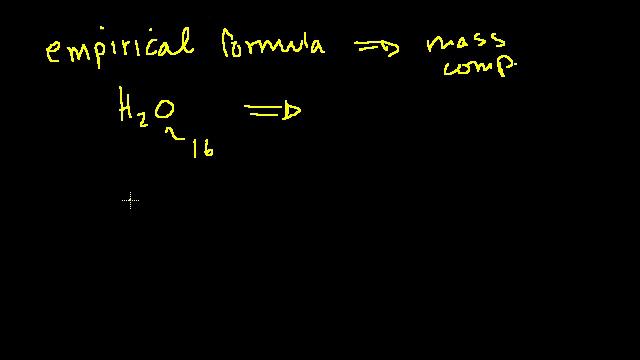 empirical formula ⇒ mass
comp.
H₂O ⇒
16